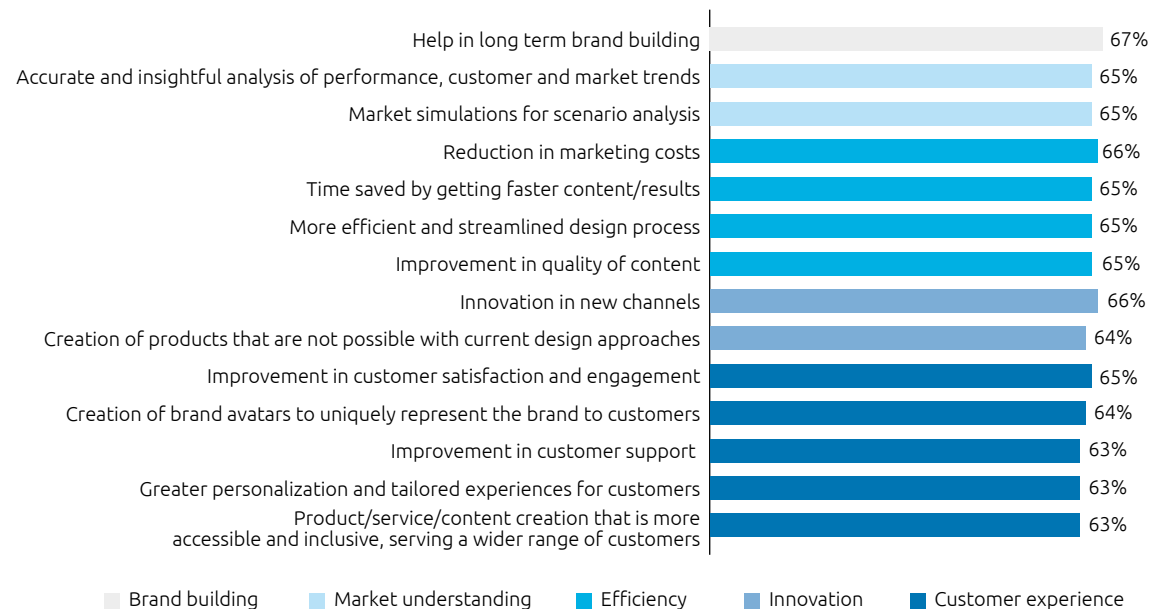 Help in long term brand building 67%
Accurate and insightful analysis of performance, customer and market trends 65%
Market simulations for scenario analysis 65%
Reduction in marketing costs 66%
Time saved by getting faster content/results 65%
More efficient and streamlined design process 65%
Improvement in quality of content 65%
Innovation in new channels 66%
Creation of products that are not possible with current design approaches 64%
Improvement in customer satisfaction and engagement 65%
Creation of brand avatars to uniquely represent the brand to customers 64%
Improvement in customer support 63%
Greater personalization and tailored experiences for customers 63%
Product/service/content creation that is more
accessible and inclusive, serving a wider range of customers 63%
Brand building Market understanding Efficiency Innovation Customer experience